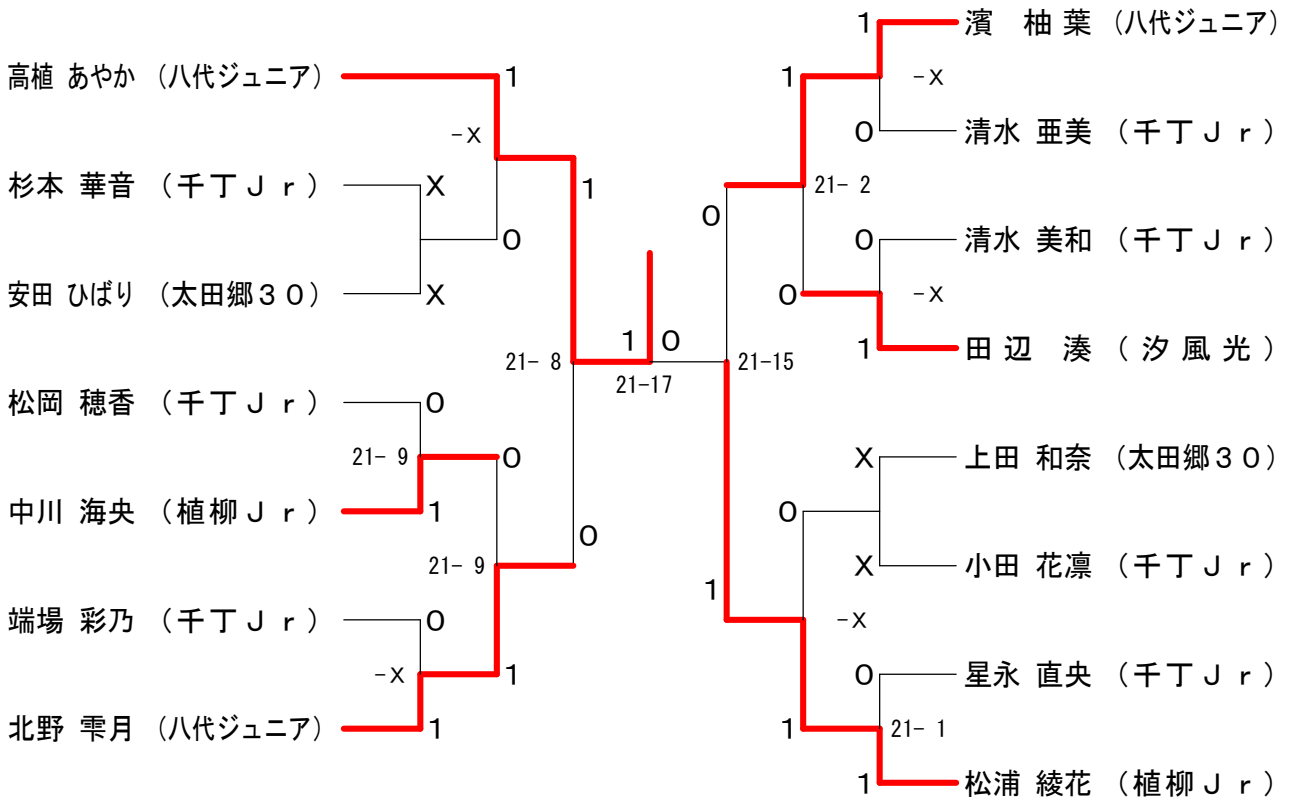 高植 あやか （八代ジュニア）
杉本 華音 （千丁Ｊｒ）
安田 ひばり （太田郷３０）
松岡 穂香 （千丁Ｊｒ）
中川 海央 （植柳Ｊｒ）
端場 彩乃 （千丁Ｊｒ）
北野 雫月 （八代ジュニア）
1
-X
X
0
X
1
21- 8
0
21- 9
0
1
21- 9
0
0
-X
1
1
1
0
21-17
0
21-15
1
1
21- 2
0
0
-X
1
1
-X
0
0
-X
1
X
X
0
21- 1
1
濱 柚葉 （八代ジュニア）
清水 亜美 （千丁Ｊｒ）
清水 美和 （千丁Ｊｒ）
田辺 湊 （汐風光）
上田 和奈 （太田郷３０）
小田 花凛 （千丁Ｊｒ）
星永 直央 （千丁Ｊｒ）
松浦 綾花 （植柳Ｊｒ）